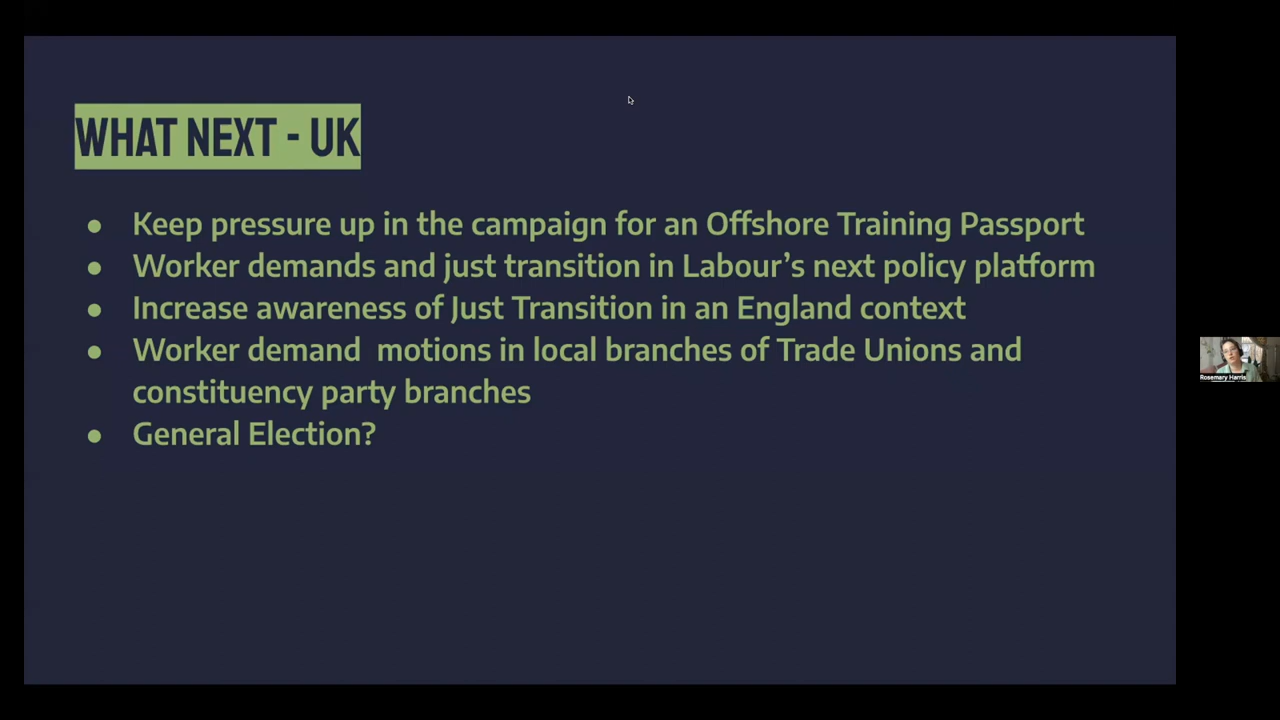 WHAT NEXT - UK
● Keep pressure up in the campaign for an Offshore Training Passport
● Worker demands and just transition in Labour's next policy platform
● Increase awareness of Just Transition in an England context
● Worker demand  motions in local branches of Trade Unions and
constituency party branches
● General Election?
Rosemary Harris